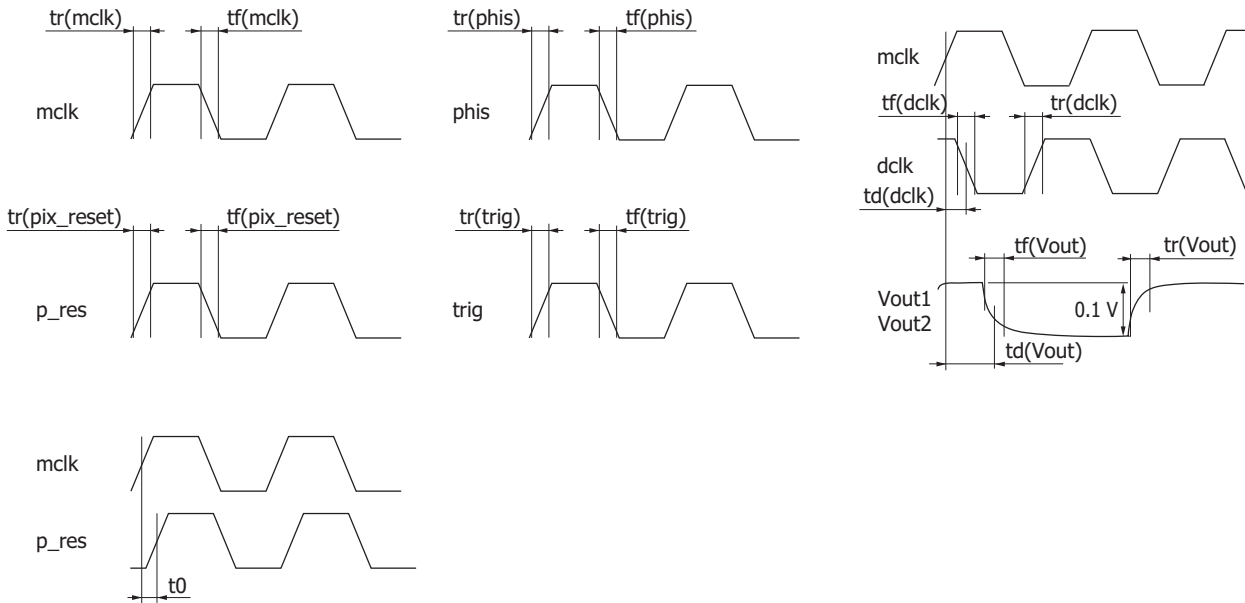 tr(mclk) tf(mclk)
mclk
tr(phis) tf(phis)
phis
tr(pix_reset) tf(pix_reset)
p_res
tr(trig) tf(trig)
trig
mclk
p_res
t0
mclk
tf(dclk) tr(dclk)
dclk
td(dclk)
tf(Vout) tr(Vout)
Vout1
Vout2
0.1 V
td(Vout)